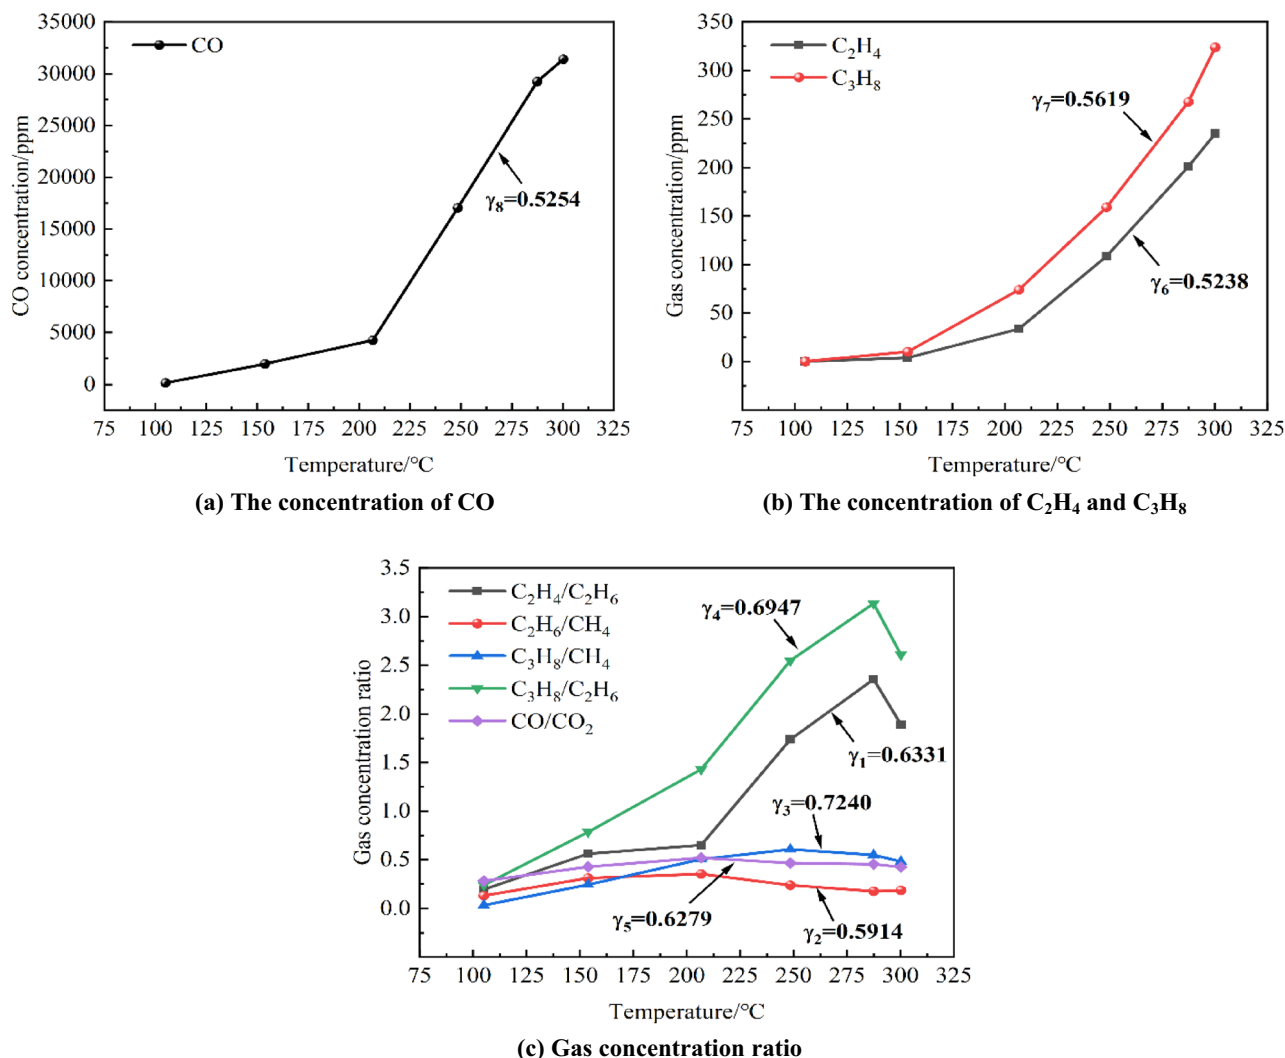 35000
30000
25000
20000
15000
10000
5000
0
CO concentration/ppm
CO
γ₈=0.5254
75 100 125 150 175 200 225 250 275 300 325
Temperature/°C
(a) The concentration of CO
350
300
250
200
150
100
50
0
Gas concentration/ppm
C₂H₄
C₃H₈
γ₇=0.5619
γ₆=0.5238
75 100 125 150 175 200 225 250 275 300 325
Temperature/°C
(b) The concentration of C₂H₄ and C₃H₈
3.5
3.0
2.5
2.0
1.5
1.0
0.5
0.0
Gas concentration ratio
C₂H₄/C₂H₆
C₂H₆/CH₄
C₃H₈/CH₄
C₃H₈/C₂H₆
CO/CO₂
γ₄=0.6947
γ₁=0.6331
γ₃=0.7240
γ₅=0.6279
γ₂=0.5914
75 100 125 150 175 200 225 250 275 300 325
Temperature/°C
(c) Gas concentration ratio